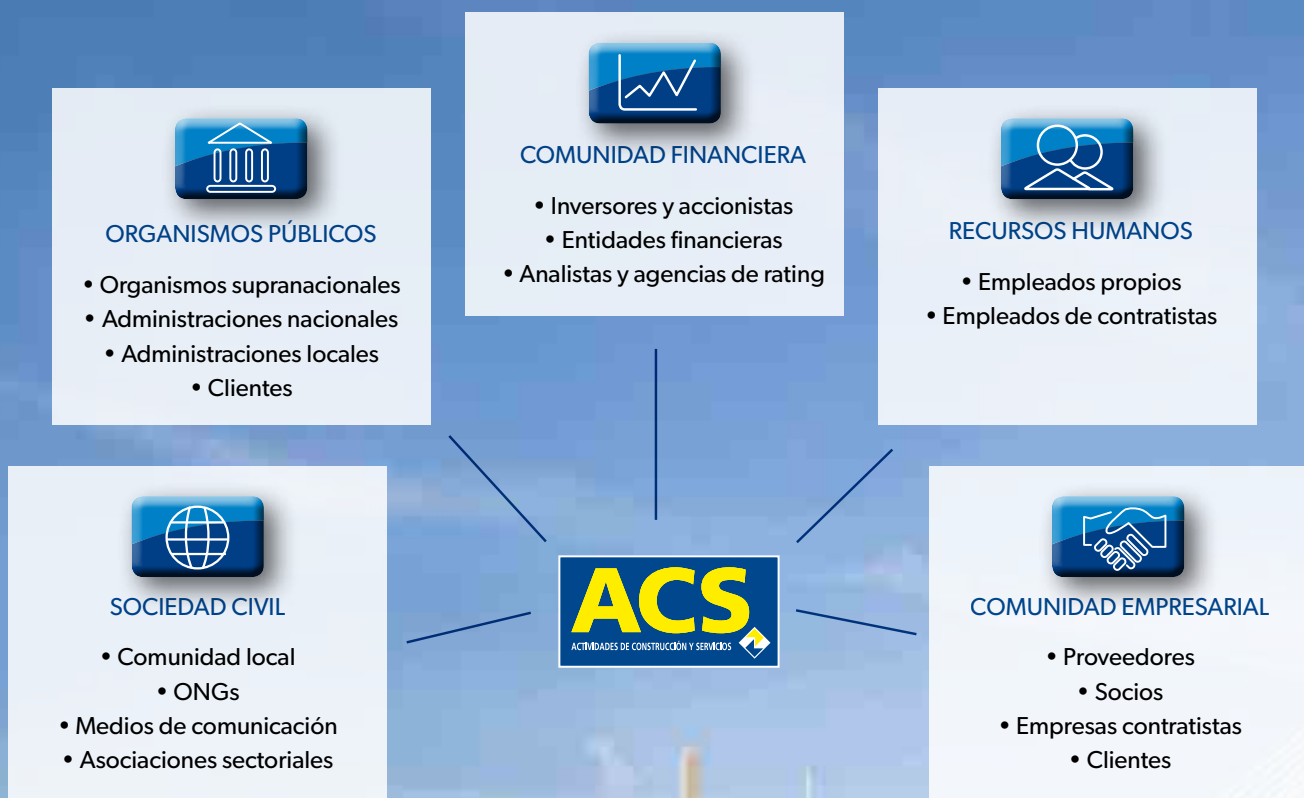 COMUNIDAD FINANCIERA
• Inversores y accionistas
• Entidades financieras
• Analistas y agencias de rating
ORGANISMOS PÚBLICOS
• Organismos supranacionales
• Administraciones nacionales
• Administraciones locales
• Clientes
RECURSOS HUMANOS
• Empleados propios
• Empleados de contratistas
SOCIEDAD CIVIL
• Comunidad local
• ONGs
• Medios de comunicación
• Asociaciones sectoriales
ACS
ACTIVIDADES DE CONSTRUCCIÓN Y SERVICIOS
COMUNIDAD EMPRESARIAL
• Proveedores
• Socios
• Empresas contratistas
• Clientes